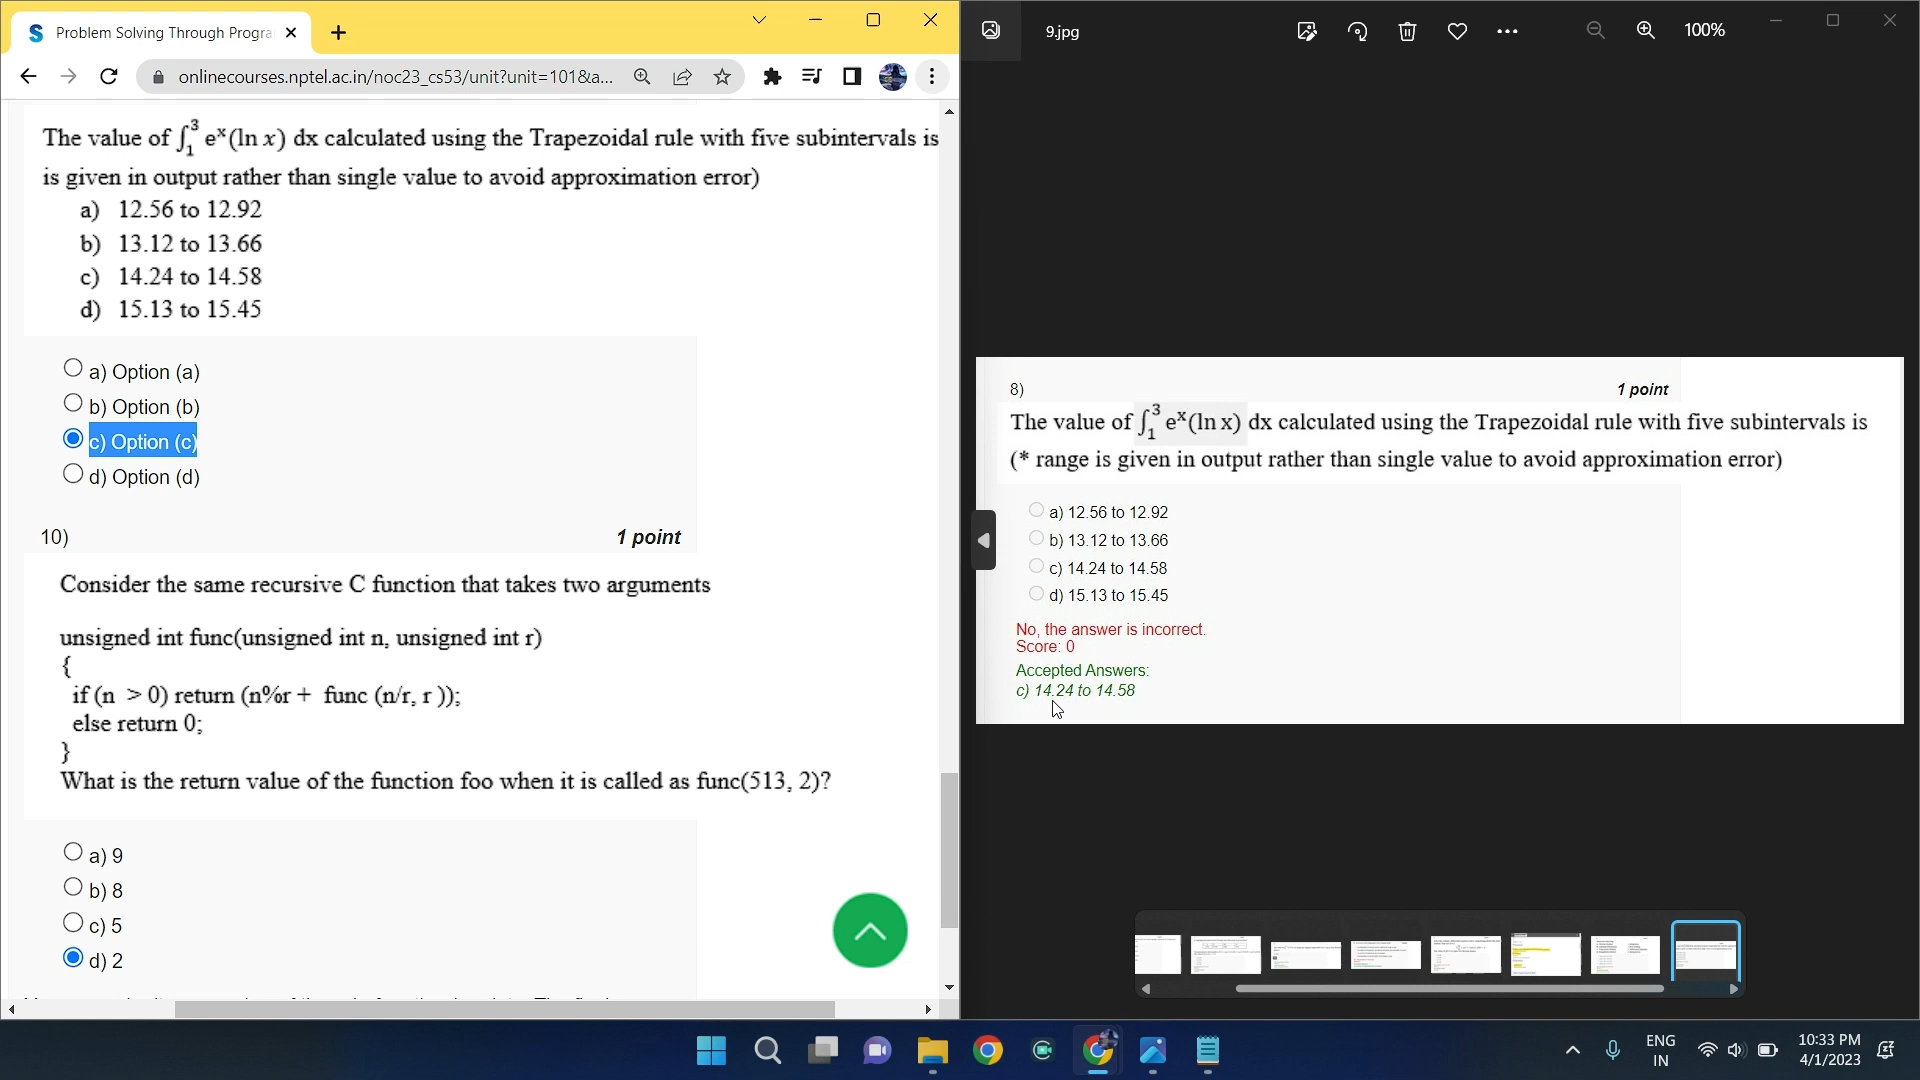 Problem Solving Through Progra
onlinecourses.nptel.ac.in/noc23_cs53/unit?unit=101&a...
The value of ∫₁³ eˣ(ln x) dx calculated using the Trapezoidal rule with five subintervals is
is given in output rather than single value to avoid approximation error)
a) 12.56 to 12.92
b) 13.12 to 13.66
c) 14.24 to 14.58
d) 15.13 to 15.45
a) Option (a)
b) Option (b)
c) Option (c)
d) Option (d)
10)
1 point
Consider the same recursive C function that takes two arguments
unsigned int func(unsigned int n, unsigned int r)
{
if (n > 0) return (n%r + func (n/r, r ));
else return 0;
}
What is the return value of the function foo when it is called as func(513, 2)?
a) 9
b) 8
c) 5
d) 2
9.jpg
100%
8)
1 point
The value of ∫₁³ eˣ(ln x) dx calculated using the Trapezoidal rule with five subintervals is
(* range is given in output rather than single value to avoid approximation error)
a) 12.56 to 12.92
b) 13.12 to 13.66
c) 14.24 to 14.58
d) 15.13 to 15.45
No, the answer is incorrect.
Score: 0
Accepted Answers:
c) 14.24 to 14.58
ENG
IN
10:33 PM
4/1/2023